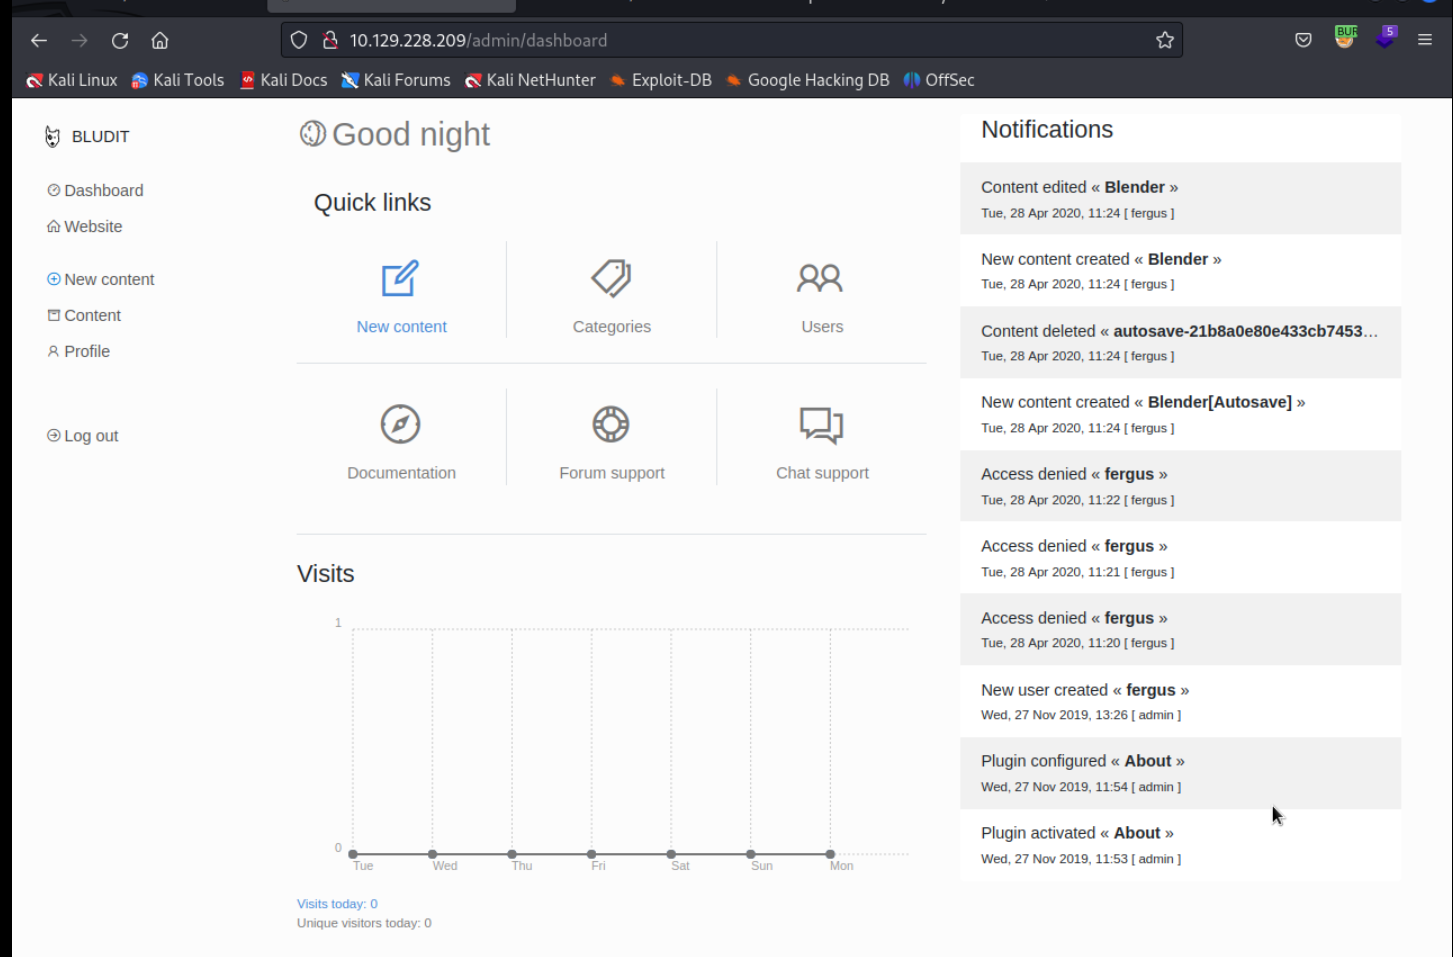 10.129.228.209/admin/dashboard
BUR
5
Kali Linux
Kali Tools
Kali Docs
Kali Forums
Kali NetHunter
Exploit-DB
Google Hacking DB
OffSec
BLUDIT
Dashboard
Website
New content
Content
Profile
Log out
Good night
Quick links
New content
Categories
Users
Documentation
Forum support
Chat support
Visits
1
0
Tue
Wed
Thu
Fri
Sat
Sun
Mon
Visits today: 0
Unique visitors today: 0
Notifications
Content edited « Blender »
Tue, 28 Apr 2020, 11:24 [ fergus ]
New content created « Blender »
Tue, 28 Apr 2020, 11:24 [ fergus ]
Content deleted « autosave-21b8a0e80e433cb7453...
Tue, 28 Apr 2020, 11:24 [ fergus ]
New content created « Blender[Autosave] »
Tue, 28 Apr 2020, 11:24 [ fergus ]
Access denied « fergus »
Tue, 28 Apr 2020, 11:22 [ fergus ]
Access denied « fergus »
Tue, 28 Apr 2020, 11:21 [ fergus ]
Access denied « fergus »
Tue, 28 Apr 2020, 11:20 [ fergus ]
New user created « fergus »
Wed, 27 Nov 2019, 13:26 [ admin ]
Plugin configured « About »
Wed, 27 Nov 2019, 11:54 [ admin ]
Plugin activated « About »
Wed, 27 Nov 2019, 11:53 [ admin ]